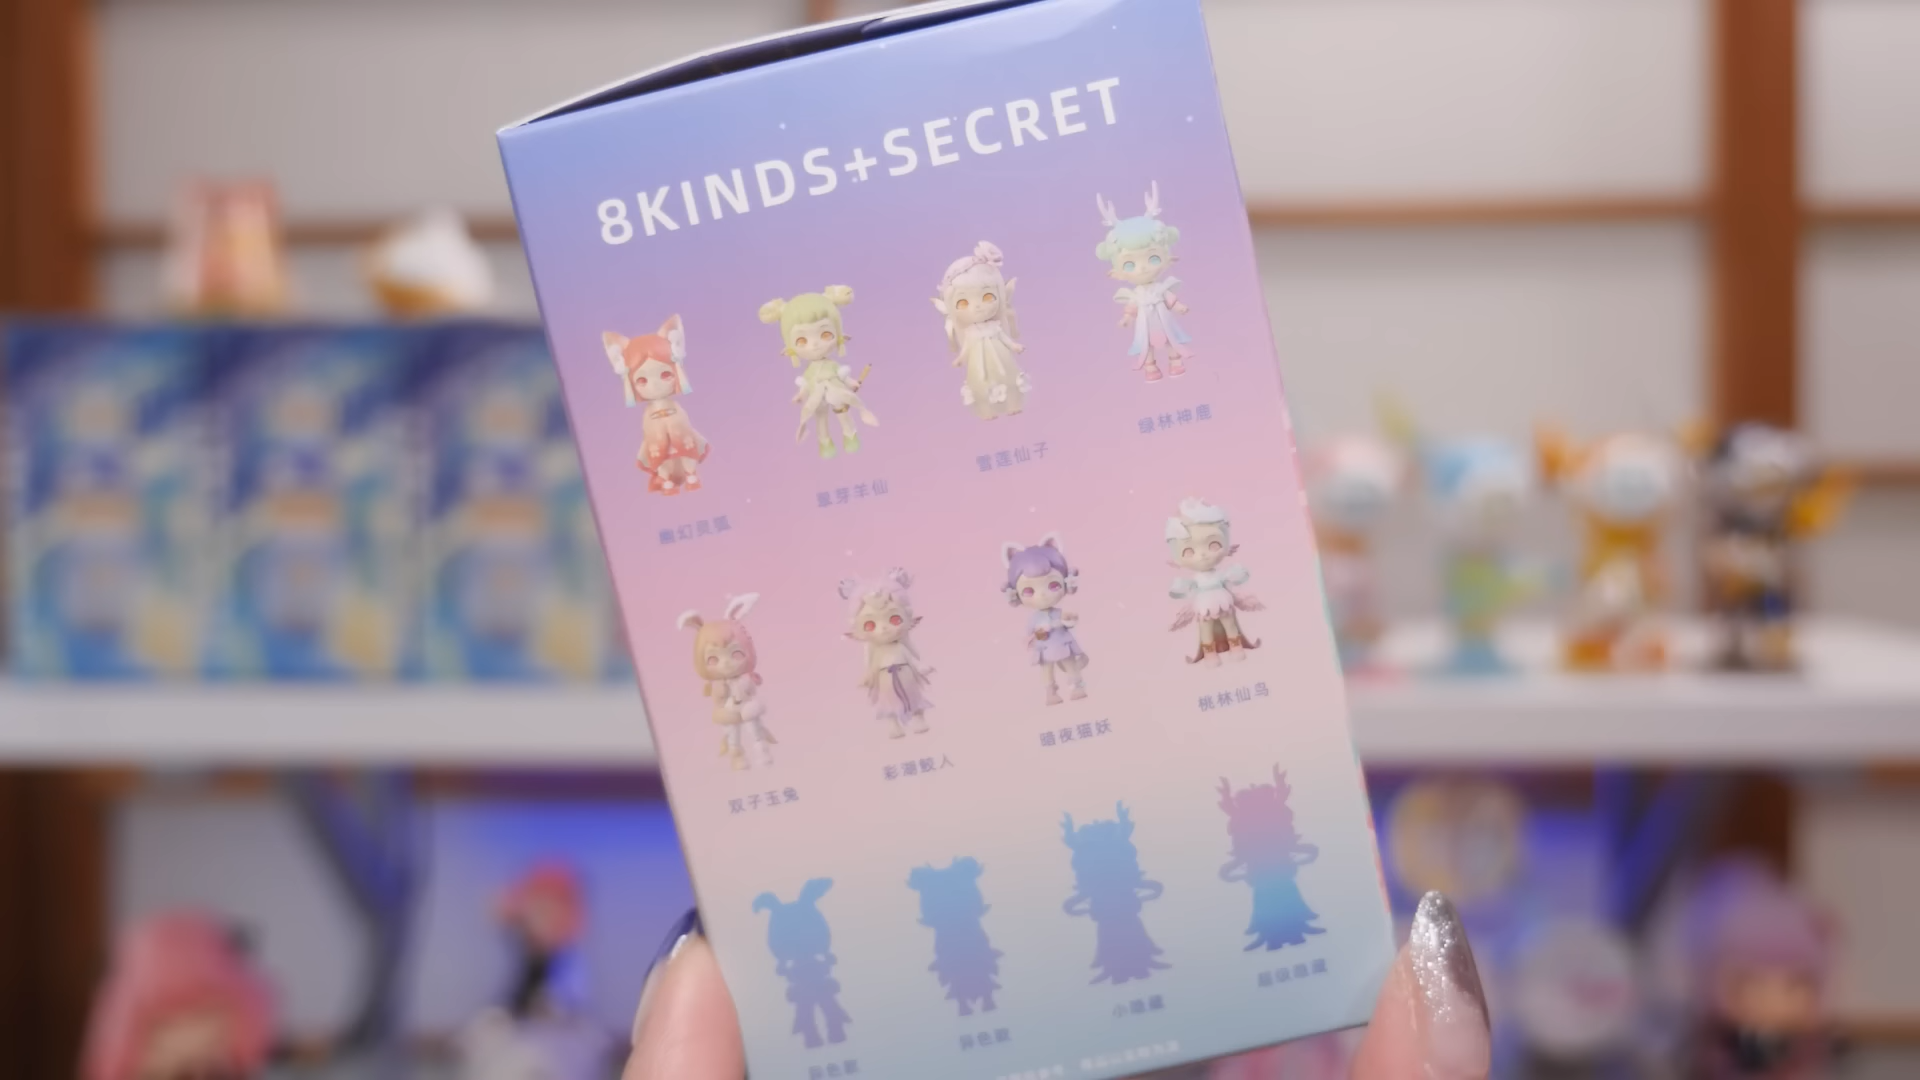 8KINDS+SECRET
幽幻灵狐
翠芽羊仙
雪莲仙子
绿林神鹿
双子玉兔
彩潮鲛人
暗夜猫妖
桃林仙鸟
异色款
异色款
小隐藏
超级隐藏